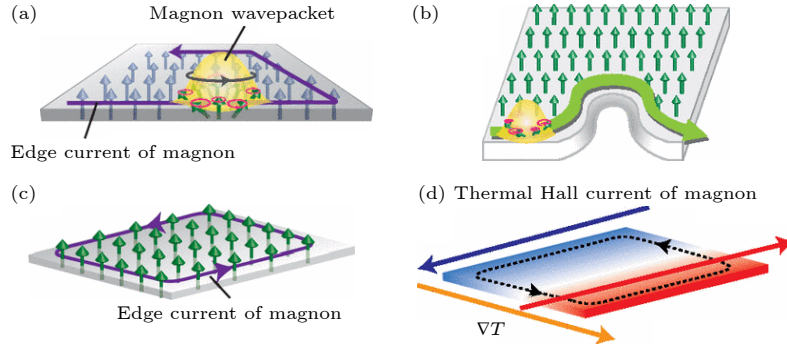 (a)
Magnon wavepacket
Edge current of magnon
(b)
(c)
Edge current of magnon
(d) Thermal Hall current of magnon
∇T